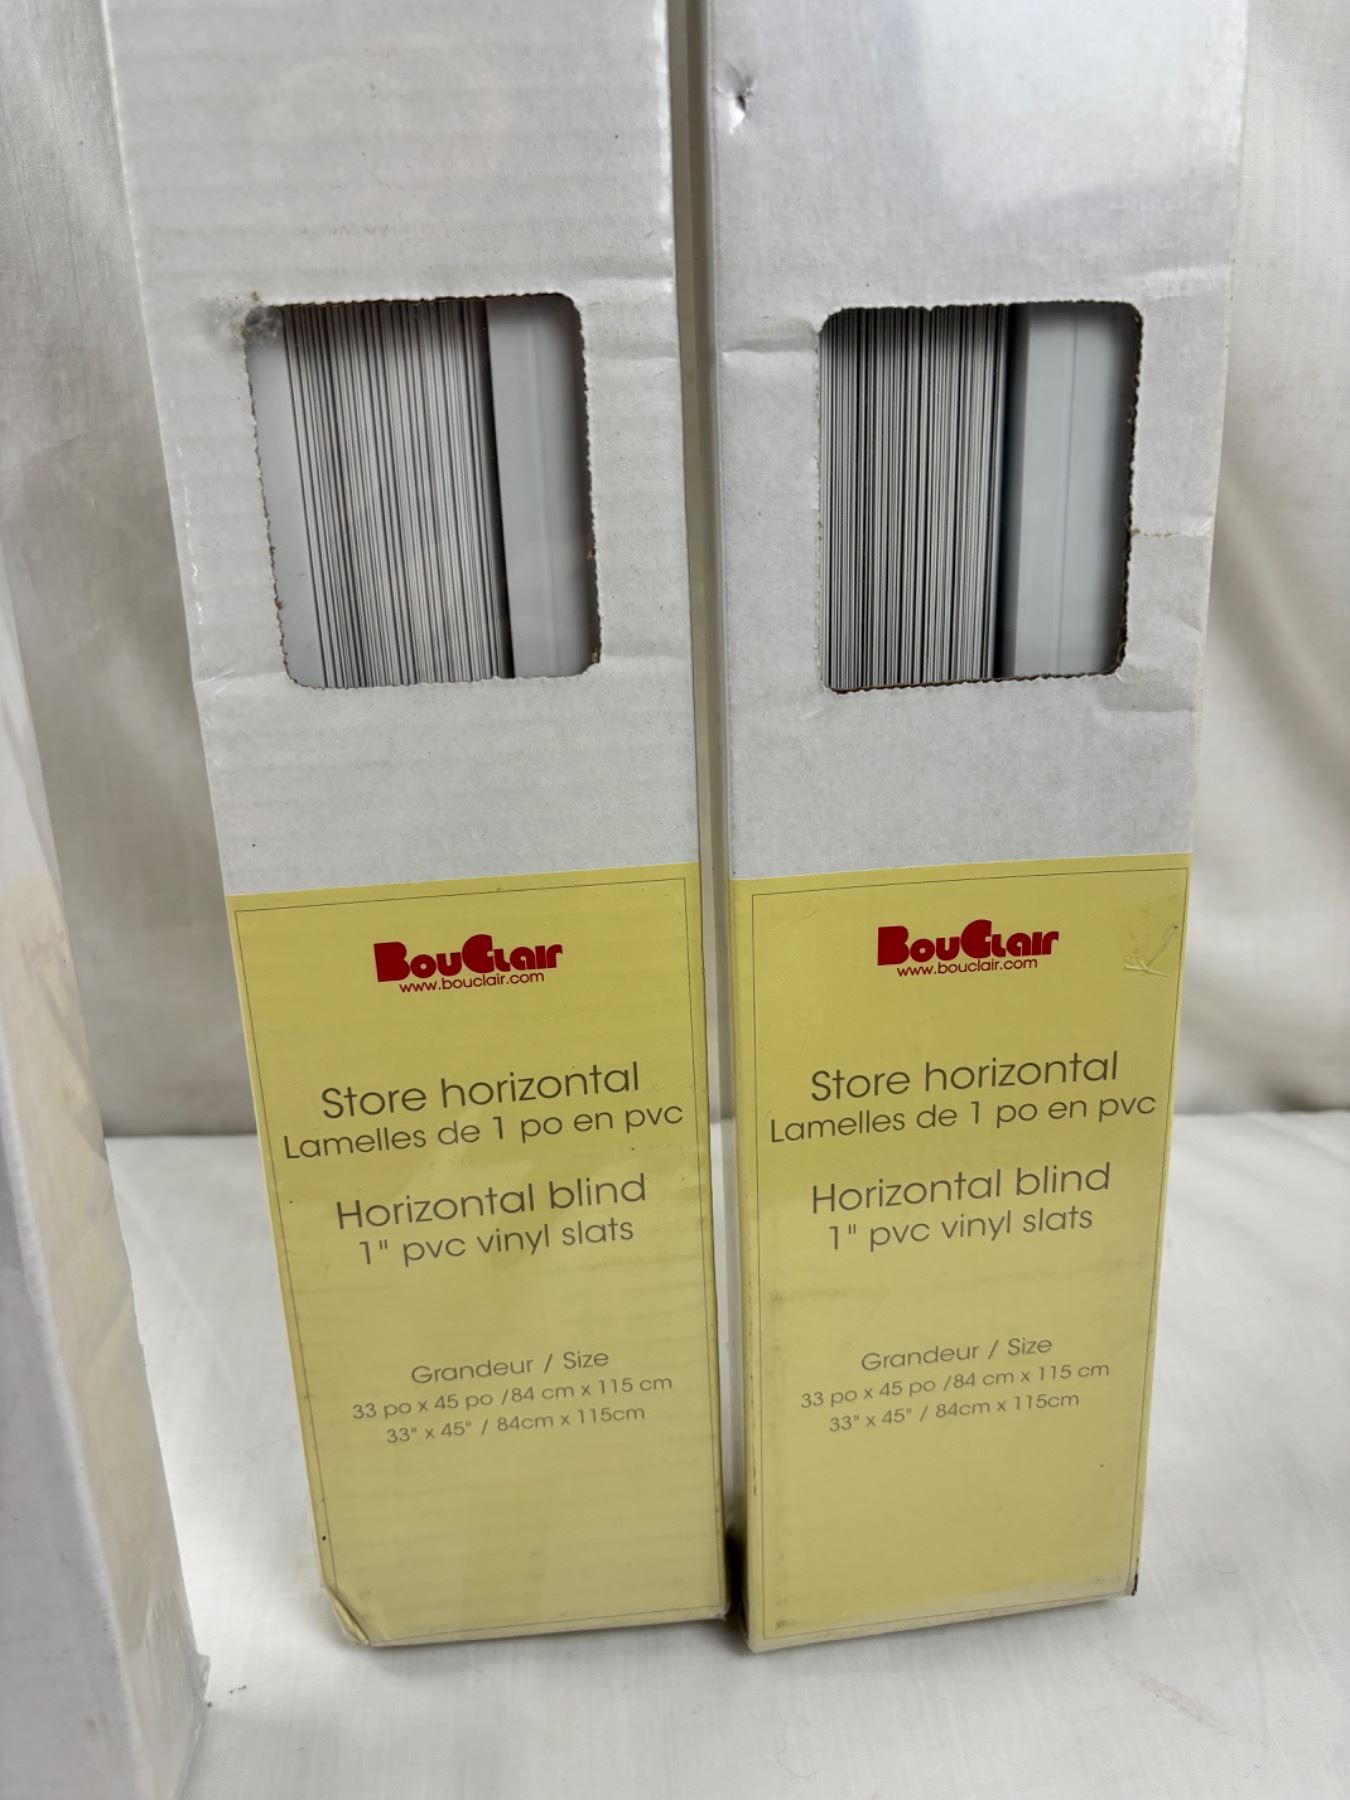 BouClair
www.bouclair.com
Store horizontal
Lamelles de 1 po en pvc
Horizontal blind
1" pvc vinyl slats
Grandeur / Size
33 po x 45 po /84 cm x 115 cm
33" x 45" / 84cm x 115cm
BouClair
www.bouclair.com
Store horizontal
Lamelles de 1 po en pvc
Horizontal blind
1" pvc vinyl slats
Grandeur / Size
33 po x 45 po /84 cm x 115 cm
33" x 45" / 84cm x 115cm